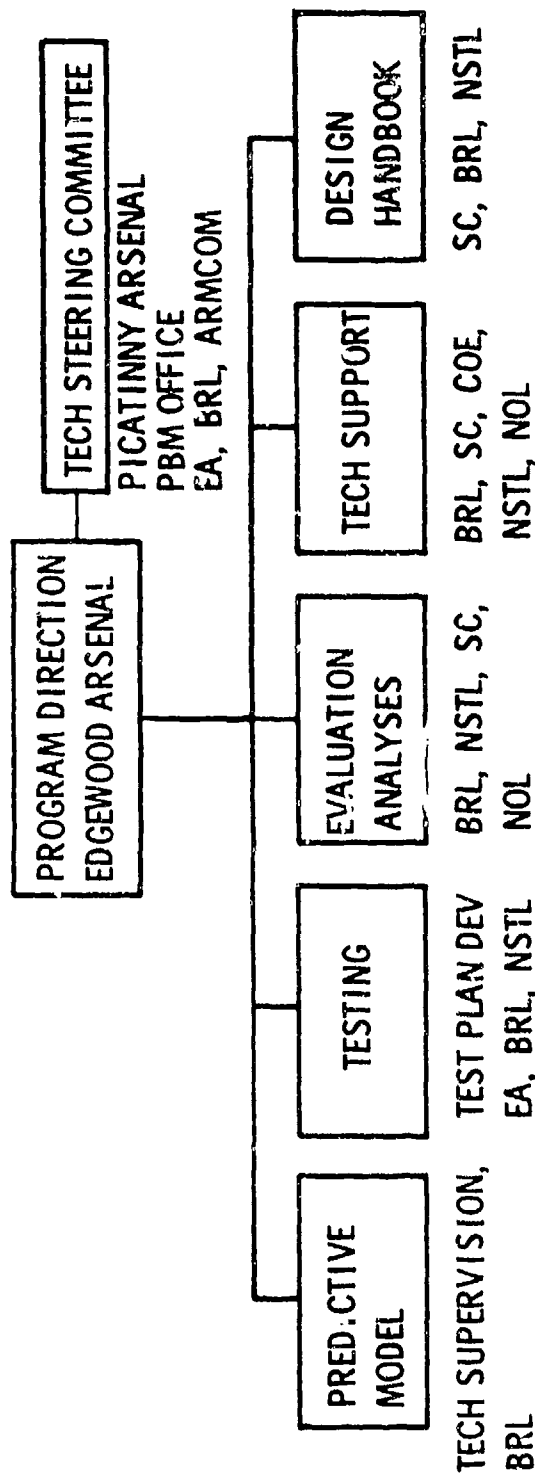 PROGRAM DIRECTION
EDGEWOOD ARSENAL
TECH STEERING COMMITTEE
PICATINNY ARSENAL
PBM OFFICE
EA, BRL, ARMCOM
PREDICTIVE
MODEL
TECH SUPERVISION,
BRL
TESTING
TEST PLAN DEV
EA, BRL, NSTL
EVALUATION
ANALYSES
BRL, NSTL, SC,
NOL
TECH SUPPORT
BRL, SC, COE,
NSTL, NOL
DESIGN
HANDBOOK
SC, BRL, NSTL